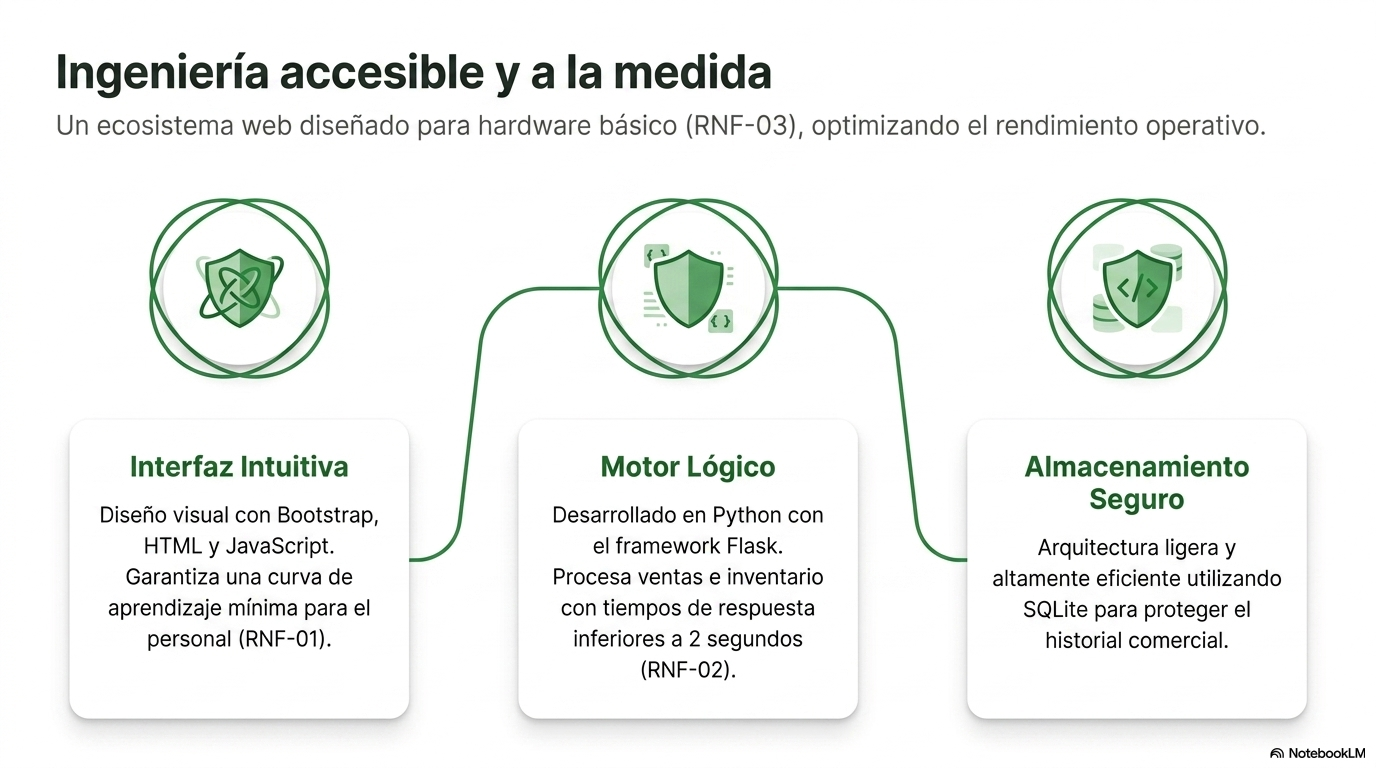 Ingeniería accesible y a la medida
Un ecosistema web diseñado para hardware básico (RNF-03), optimizando el rendimiento operativo.
Interfaz Intuitiva
Diseño visual con Bootstrap,
HTML y JavaScript.
Garantiza una curva de
aprendizaje mínima para el
personal (RNF-01).
Motor Lógico
Desarrollado en Python con
el framework Flask.
Procesa ventas e inventario
con tiempos de respuesta
inferiores a 2 segundos
(RNF-02).
Almacenamiento
Seguro
Arquitectura ligera y
altamente eficiente utilizando
SQLite para proteger el
historial comercial.
NotebookLM